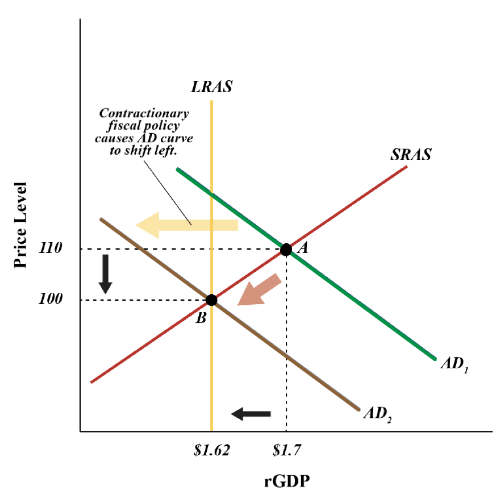 LRAS
Contractionary
fiscal policy
causes AD curve
to shift left.
SRAS
Price Level
110
A
100
B
AD1
AD2
$1.62
$1.7
rGDP